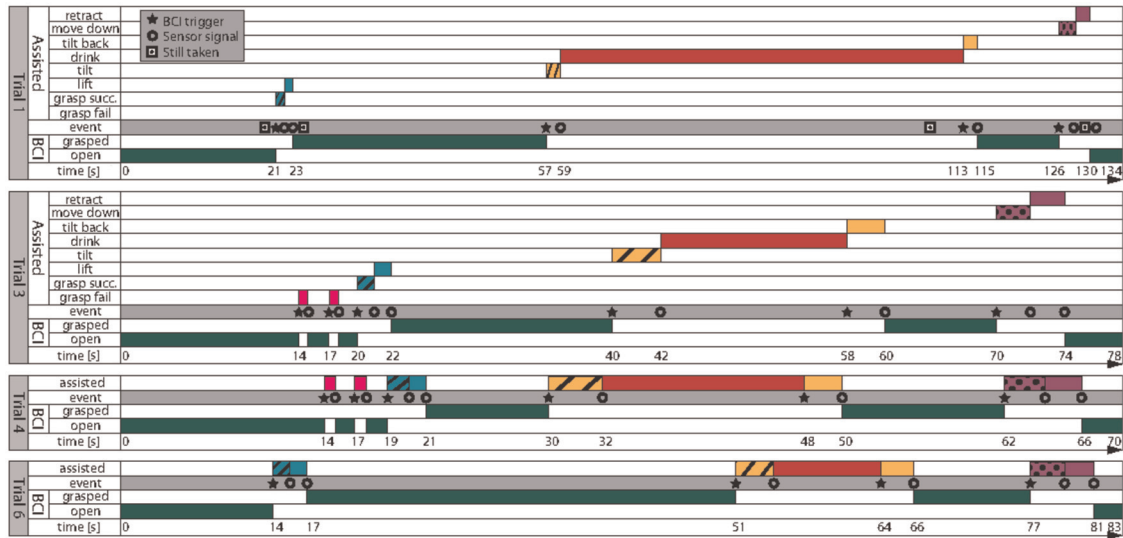 Trial 1
Assisted
BCI
retract
move down
tilt back
drink
tilt
lift
grasp succ.
grasp fail
event
grasped
open
time [s]
BCI trigger
Sensor signal
Still taken
0 21 23 57 59 113 115 126 130 134
Trial 3
Assisted
BCI
retract
move down
tilt back
drink
tilt
lift
grasp succ.
grasp fail
event
grasped
open
time [s]
0 14 17 20 22 40 42 58 60 70 74 78
Trial 4
BCI
assisted
event
grasped
open
time [s]
0 14 17 19 21 30 32 48 50 62 66 70
Trial 6
BCI
assisted
event
grasped
open
time [s]
0 14 17 51 64 66 77 81 83